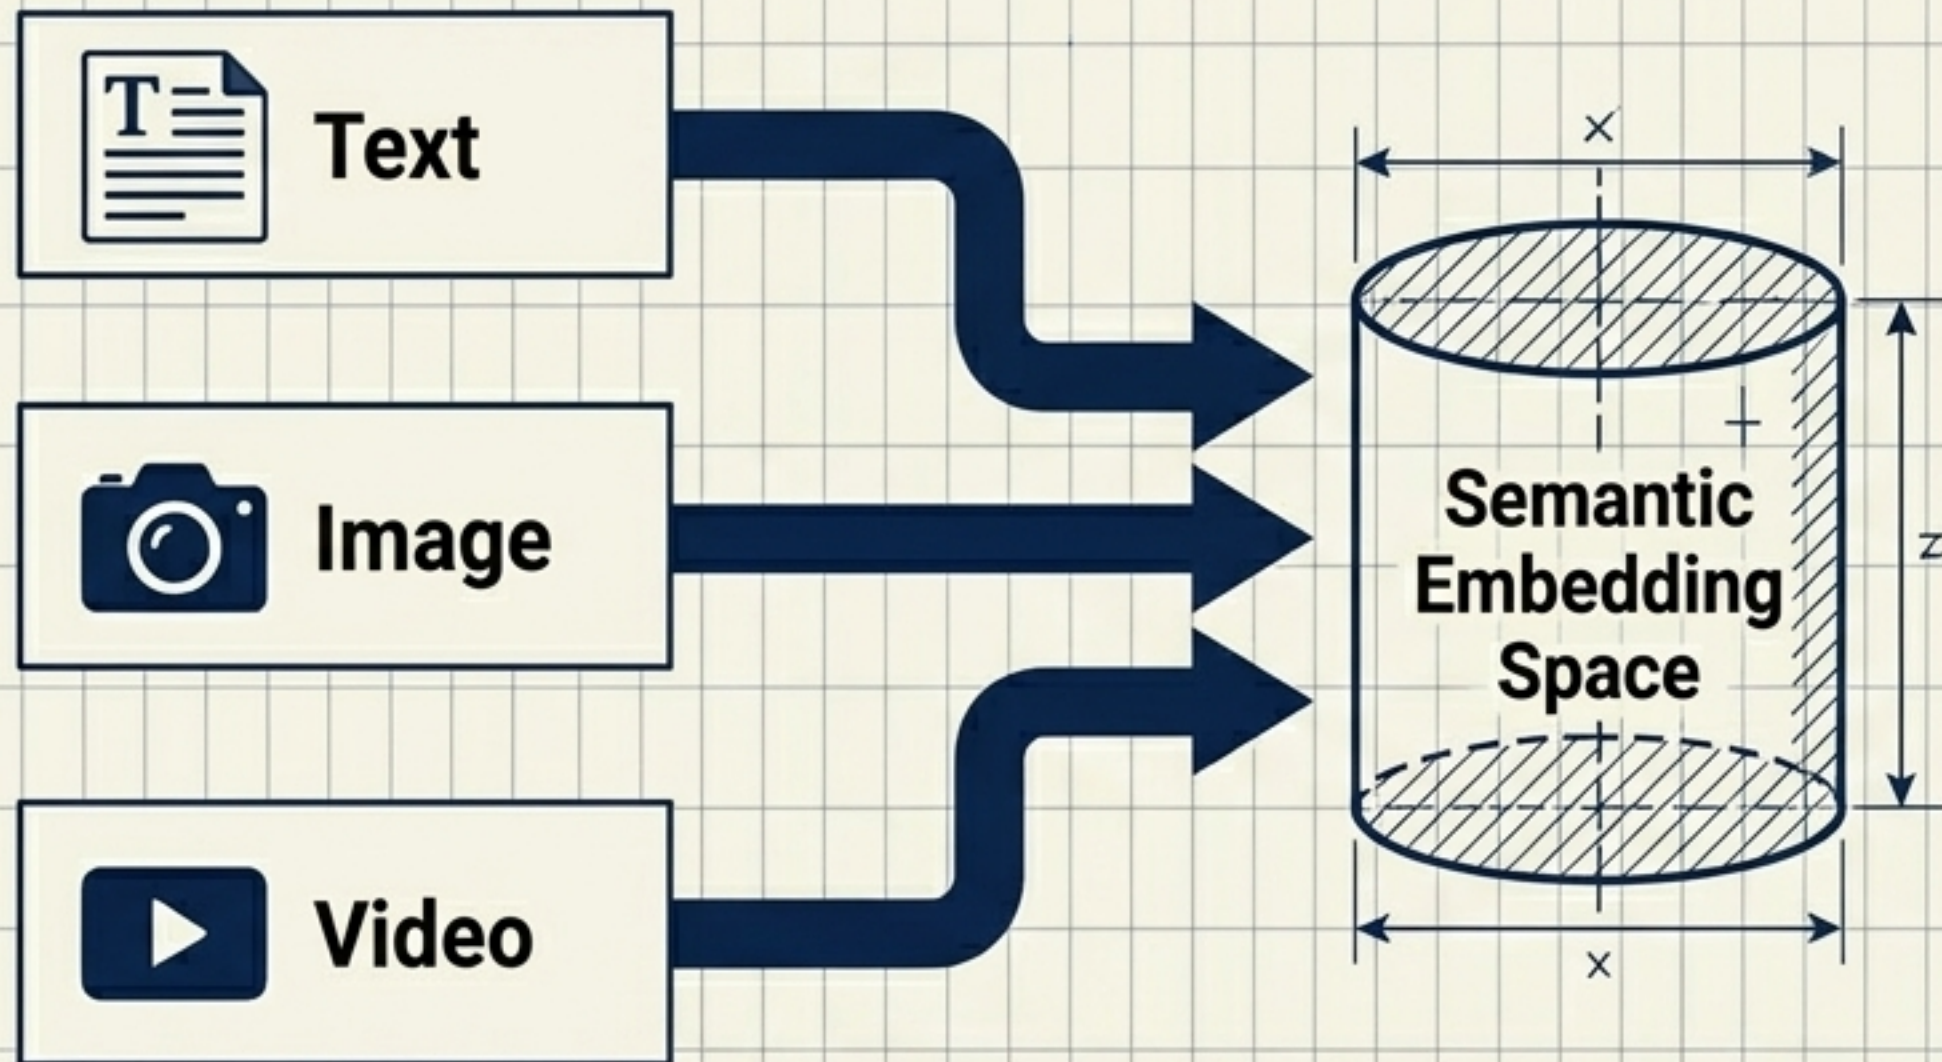 T
Text
Image
Video
x
Semantic
Embedding
Space
z
x